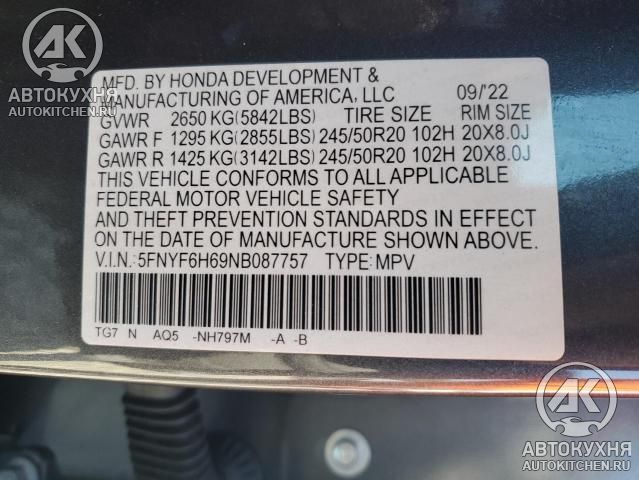 AK
АВТОКУХНЯ
AUTOKITCHEN.RU
MFD. BY HONDA DEVELOPMENT &
MANUFACTURING OF AMERICA, LLC 09/'22
GVWR 2650 KG(5842LBS) TIRE SIZE RIM SIZE
GAWR F 1295 KG(2855LBS) 245/50R20 102H 20X8.0J
GAWR R 1425 KG(3142LBS) 245/50R20 102H 20X8.0J
THIS VEHICLE CONFORMS TO ALL APPLICABLE
FEDERAL MOTOR VEHICLE SAFETY
AND THEFT PREVENTION STANDARDS IN EFFECT
ON THE DATE OF MANUFACTURE SHOWN ABOVE.
V.I.N.:5FNYF6H69NB087757 TYPE:MPV
TG7 N AQ5 -NH797M -A -B
AK
АВТОКУХНЯ
AUTOKITCHEN.RU